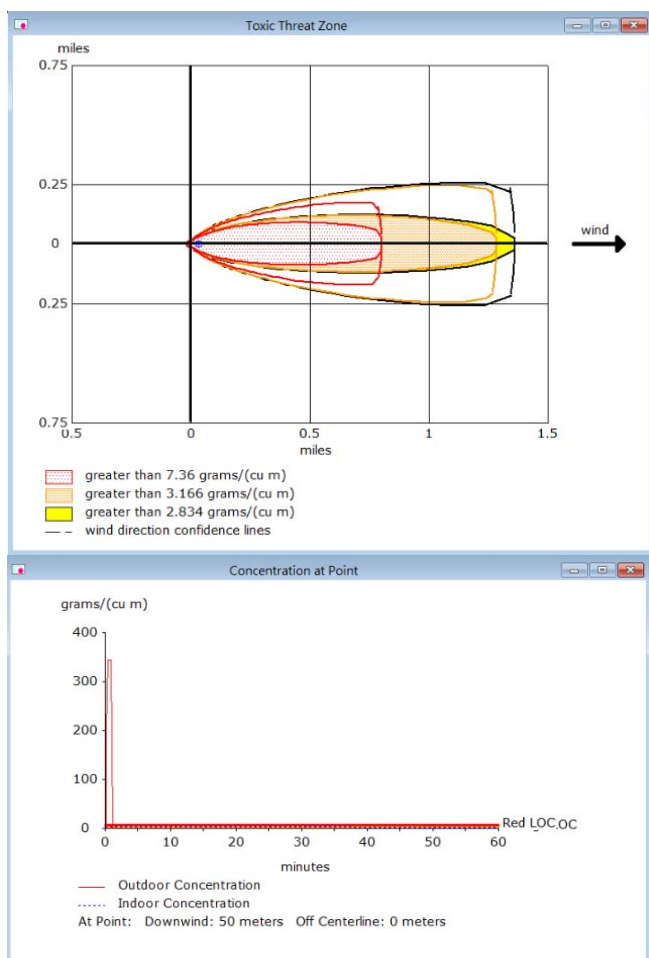 Toxic Threat Zone
miles
0.75
0.25
0
0.25
0.75
0.5
0
0.5
1
1.5
miles
wind
greater than 7.36 grams/(cu m)
greater than 3.166 grams/(cu m)
greater than 2.834 grams/(cu m)
wind direction confidence lines
Concentration at Point
grams/(cu m)
400
300
200
100
0
0
10
20
30
40
50
60
Red LOC
OC
minutes
Outdoor Concentration
Indoor Concentration
At Point: Downwind: 50 meters Off Centerline: 0 meters